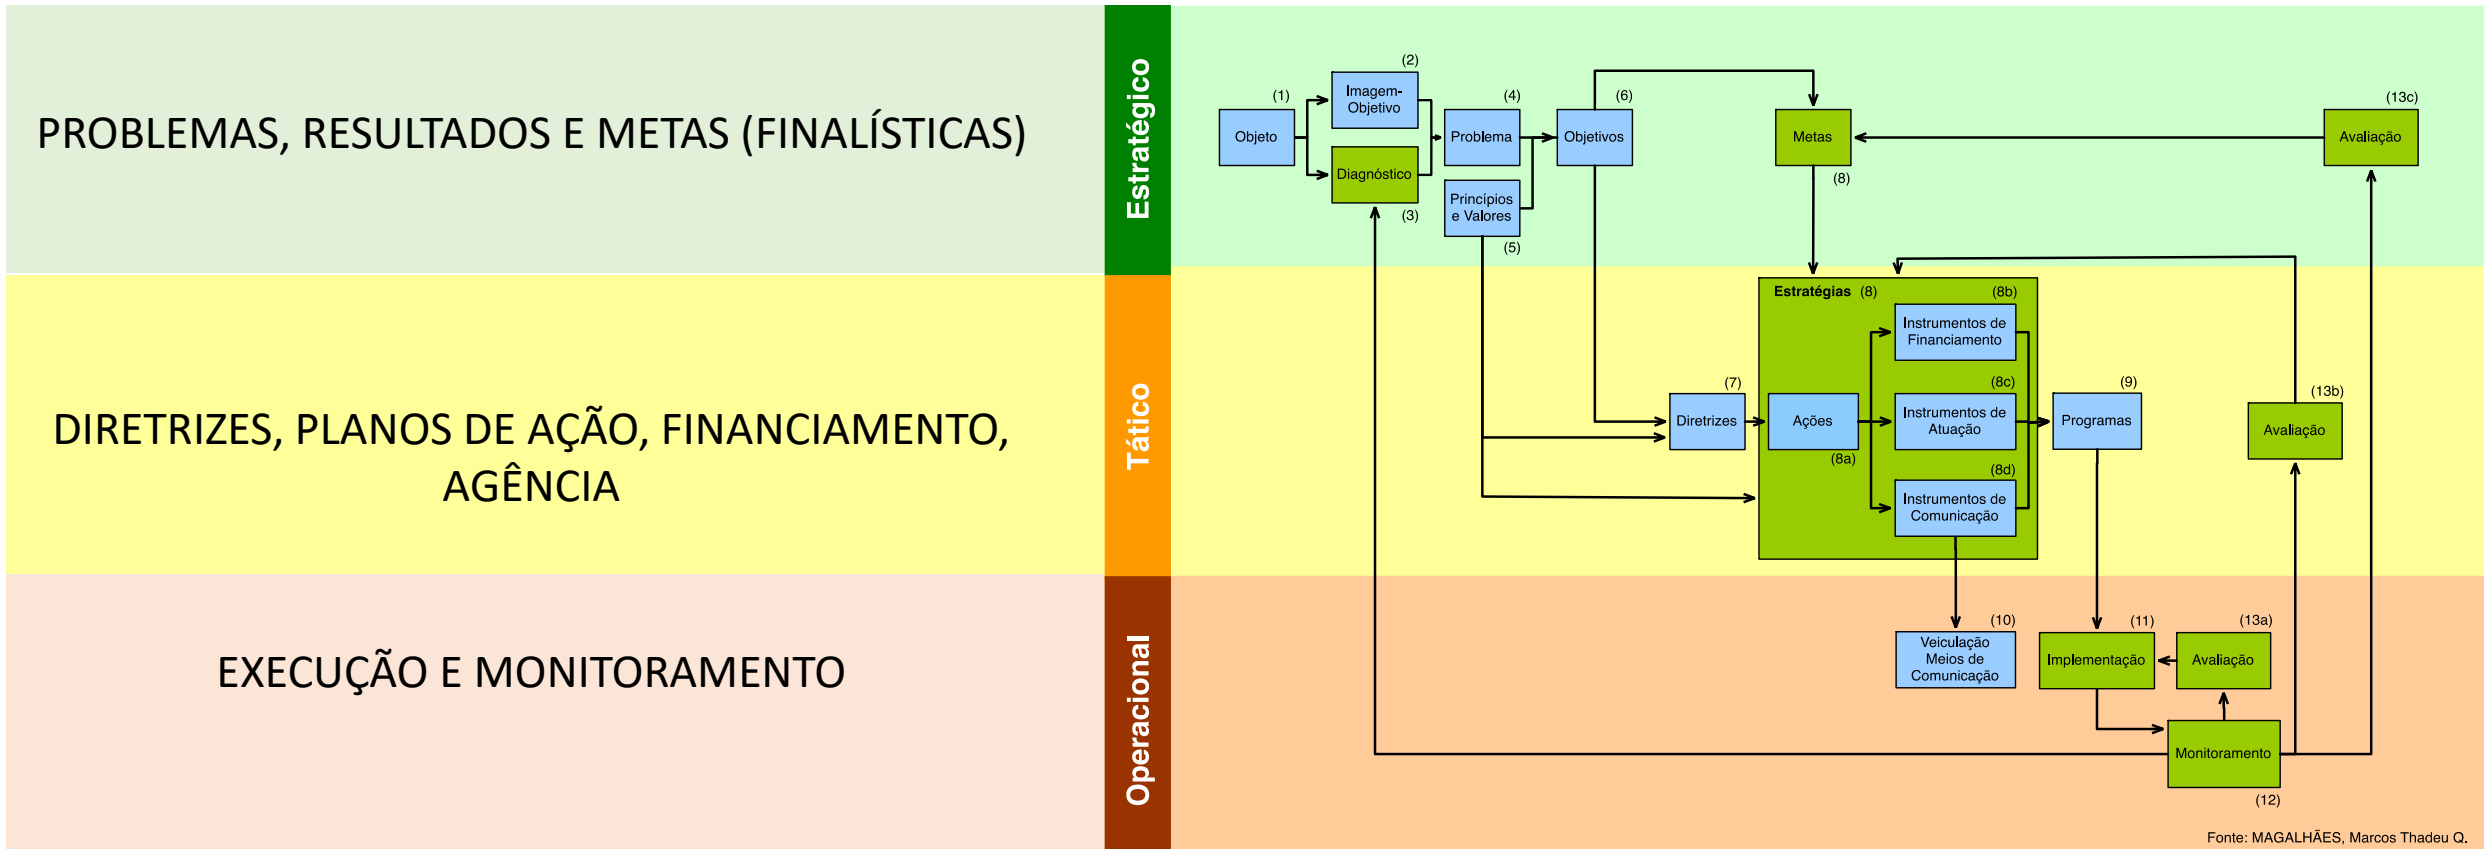 PROBLEMAS, RESULTADOS E METAS (FINALÍSTICAS)
Estratégico
(1)
Objeto
(2)
Imagem-
Objetivo
Diagnóstico
(3)
(4)
Problema
Princípios
e Valores
(5)
(6)
Objetivos
Metas
(8)
(13c)
Avaliação
DIRETRIZES, PLANOS DE AÇÃO, FINANCIAMENTO,
AGÊNCIA
Tático
(7)
Diretrizes
Estratégias (8)
Ações
(8a)
(8b)
Instrumentos de
Financiamento
(8c)
Instrumentos de
Atuação
(8d)
Instrumentos de
Comunicação
(9)
Programas
(13b)
Avaliação
EXECUÇÃO E MONITORAMENTO
Operacional
(10)
Veiculação
Meios de
Comunicação
(11)
Implementação
(13a)
Avaliação
Monitoramento
(12)
Fonte: MAGALHÃES, Marcos Thadeu Q.